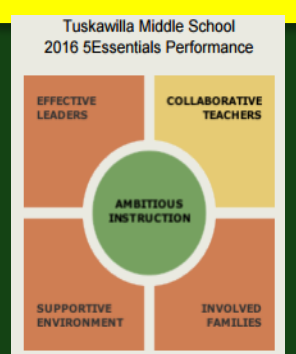 Tuskawilla Middle School
2016 5Essentials Performance
EFFECTIVE
LEADERS
COLLABORATIVE
TEACHERS
AMBITIOUS
INSTRUCTION
SUPPORTIVE
ENVIRONMENT
INVOLVED
FAMILIES